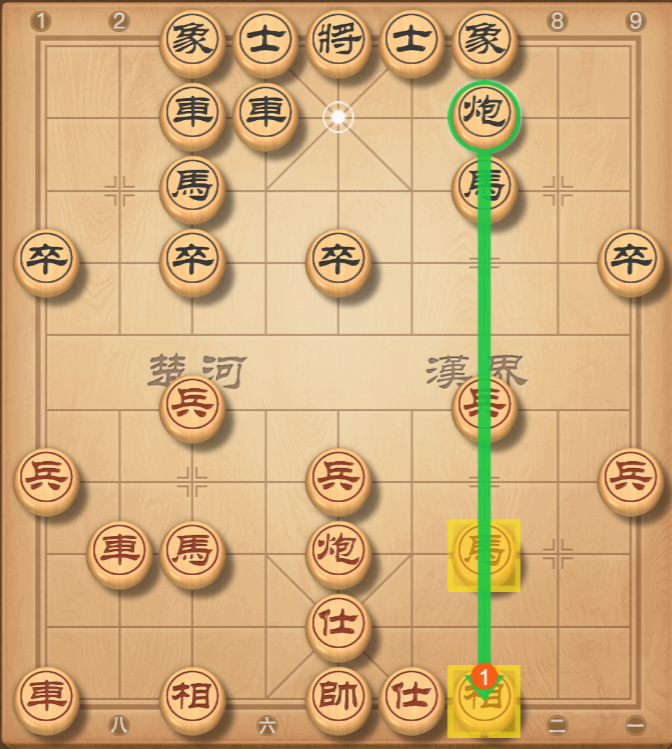 1 2 8 9
象 士 將 士 象
車 車 炮
馬 馬
卒 卒 卒 卒
楚河 漢界
兵 兵
兵 兵 兵
車 馬 炮 馬
仕
車 相 帥 仕 相
1
八 六 二 一